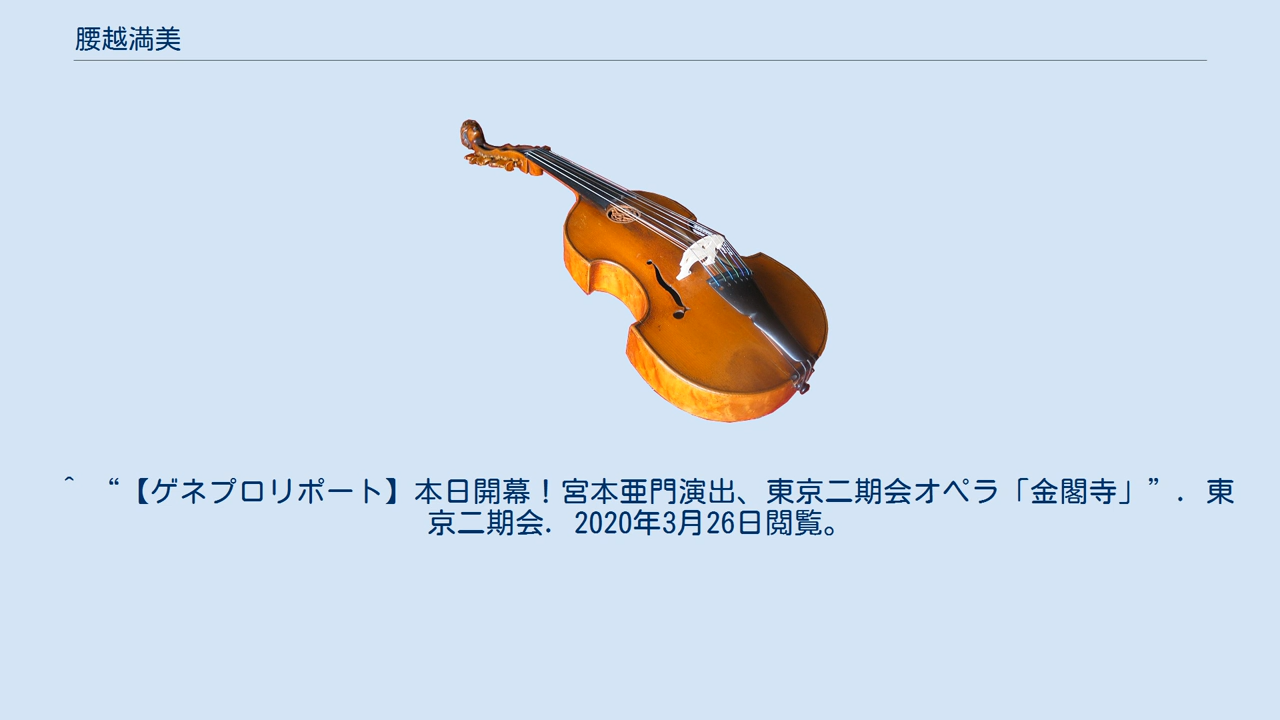 腰越満美
^ “【ゲネプロリポート】本日開幕！宮本亜門演出、東京二期会オペラ「金閣寺」”. 東
京二期会. 2020年3月26日閲覧。